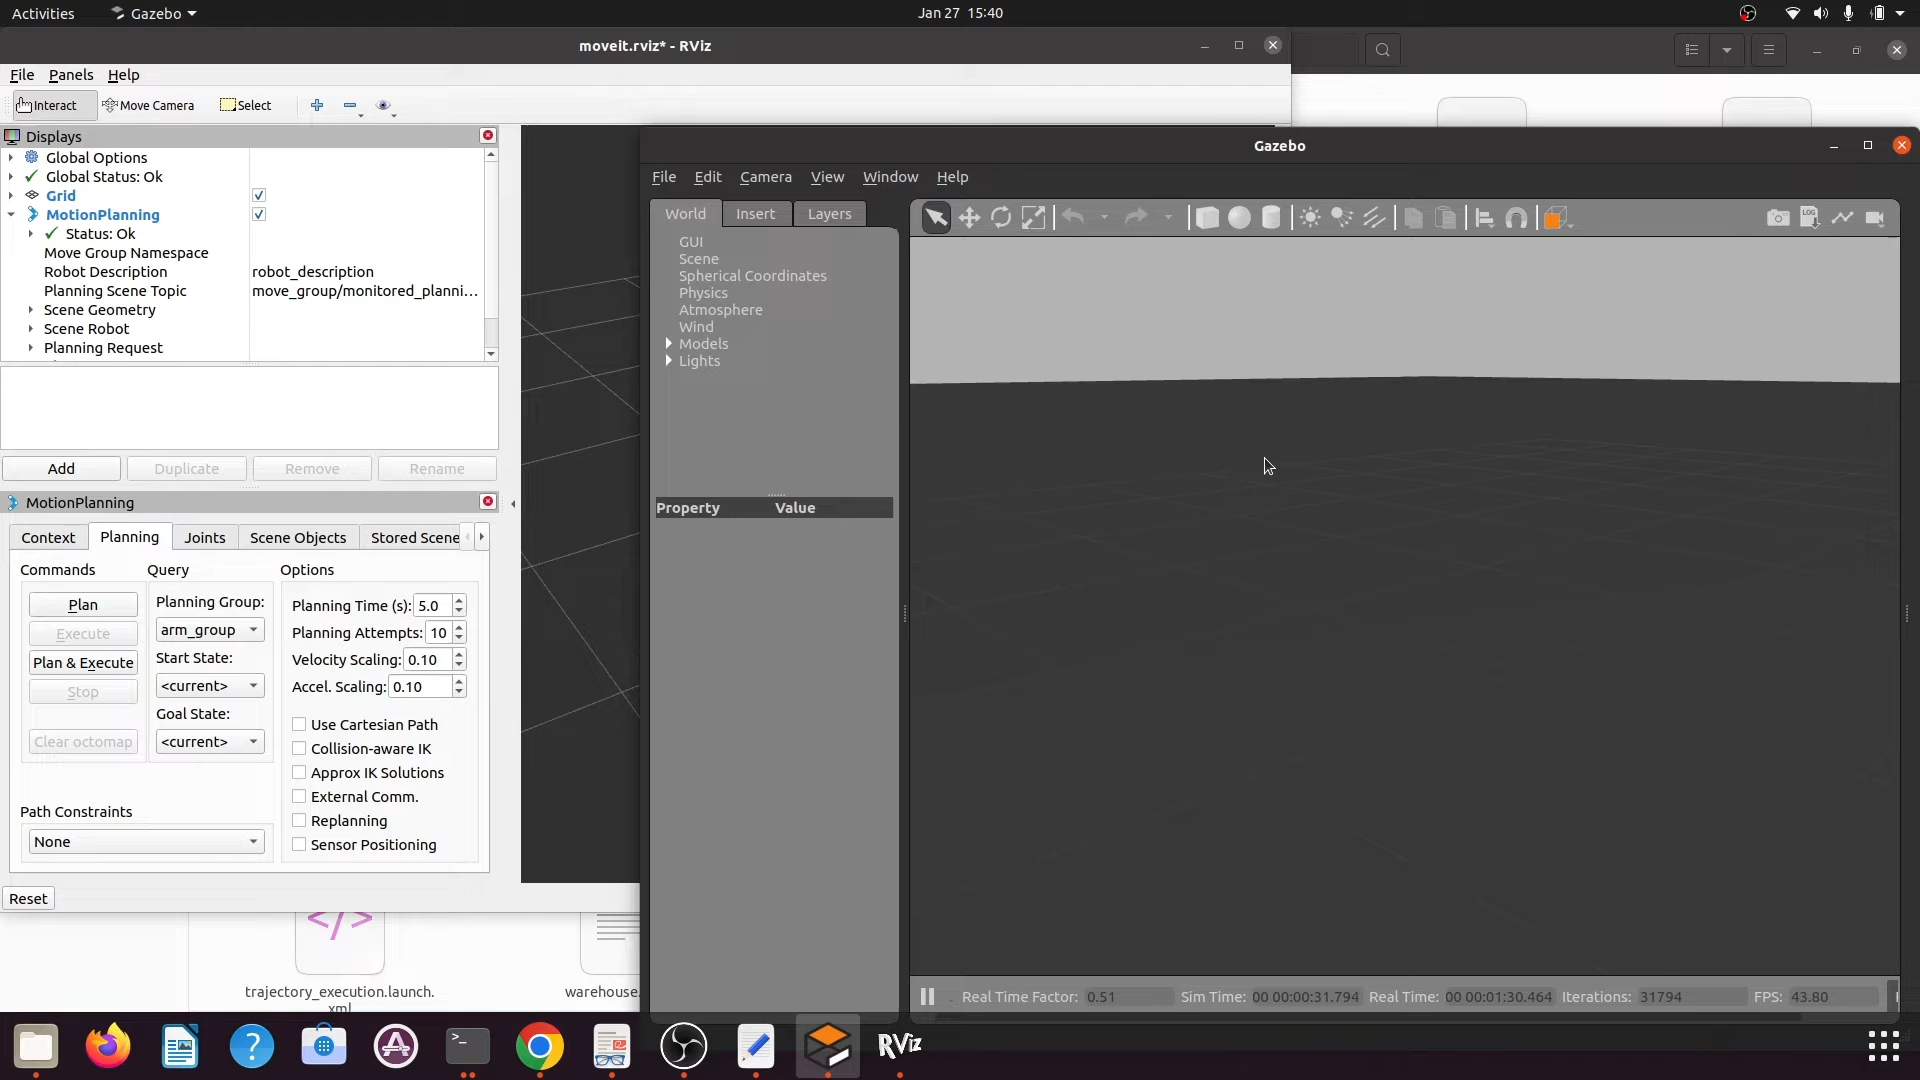 Activities
Gazebo
Jan 27 15:40
moveit.rviz* - RViz
File Panels Help
Interact Move Camera Select
Displays
Global Options
Global Status: Ok
Grid
MotionPlanning
Status: Ok
Move Group Namespace
Robot Description robot_description
Planning Scene Topic move_group/monitored_planni...
Scene Geometry
Scene Robot
Planning Request
Add Duplicate Remove Rename
MotionPlanning
Context Planning Joints Scene Objects Stored Scene
Commands Query Options
Plan
Execute
Plan & Execute
Stop
Clear octomap
Planning Group:
arm_group
Start State:
<current>
Goal State:
<current>
Planning Time (s): 5.0
Planning Attempts: 10
Velocity Scaling: 0.10
Accel. Scaling: 0.10
Use Cartesian Path
Collision-aware IK
Approx IK Solutions
External Comm.
Replanning
Sensor Positioning
Path Constraints
None
Reset
trajectory_execution.launch.
xml
warehouse.
Gazebo
File Edit Camera View Window Help
World Insert Layers
GUI
Scene
Spherical Coordinates
Physics
Atmosphere
Wind
Models
Lights
Property Value
LOG
Real Time Factor: 0.51 Sim Time: 00 00:00:31.794 Real Time: 00 00:01:30.464 Iterations: 31794 FPS: 43.80
RViz